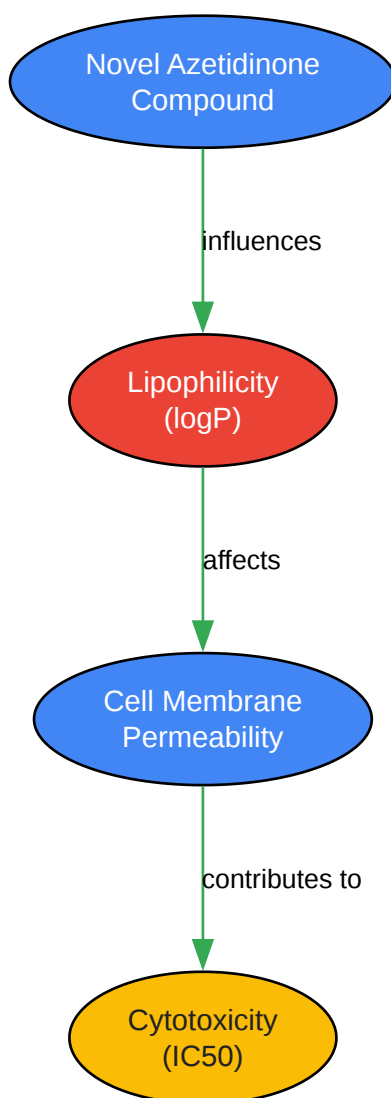 Novel Azetidinone
Compound
influences
Lipophilicity
(logP)
affects
Cell Membrane
Permeability
contributes to
Cytotoxicity
(IC50)